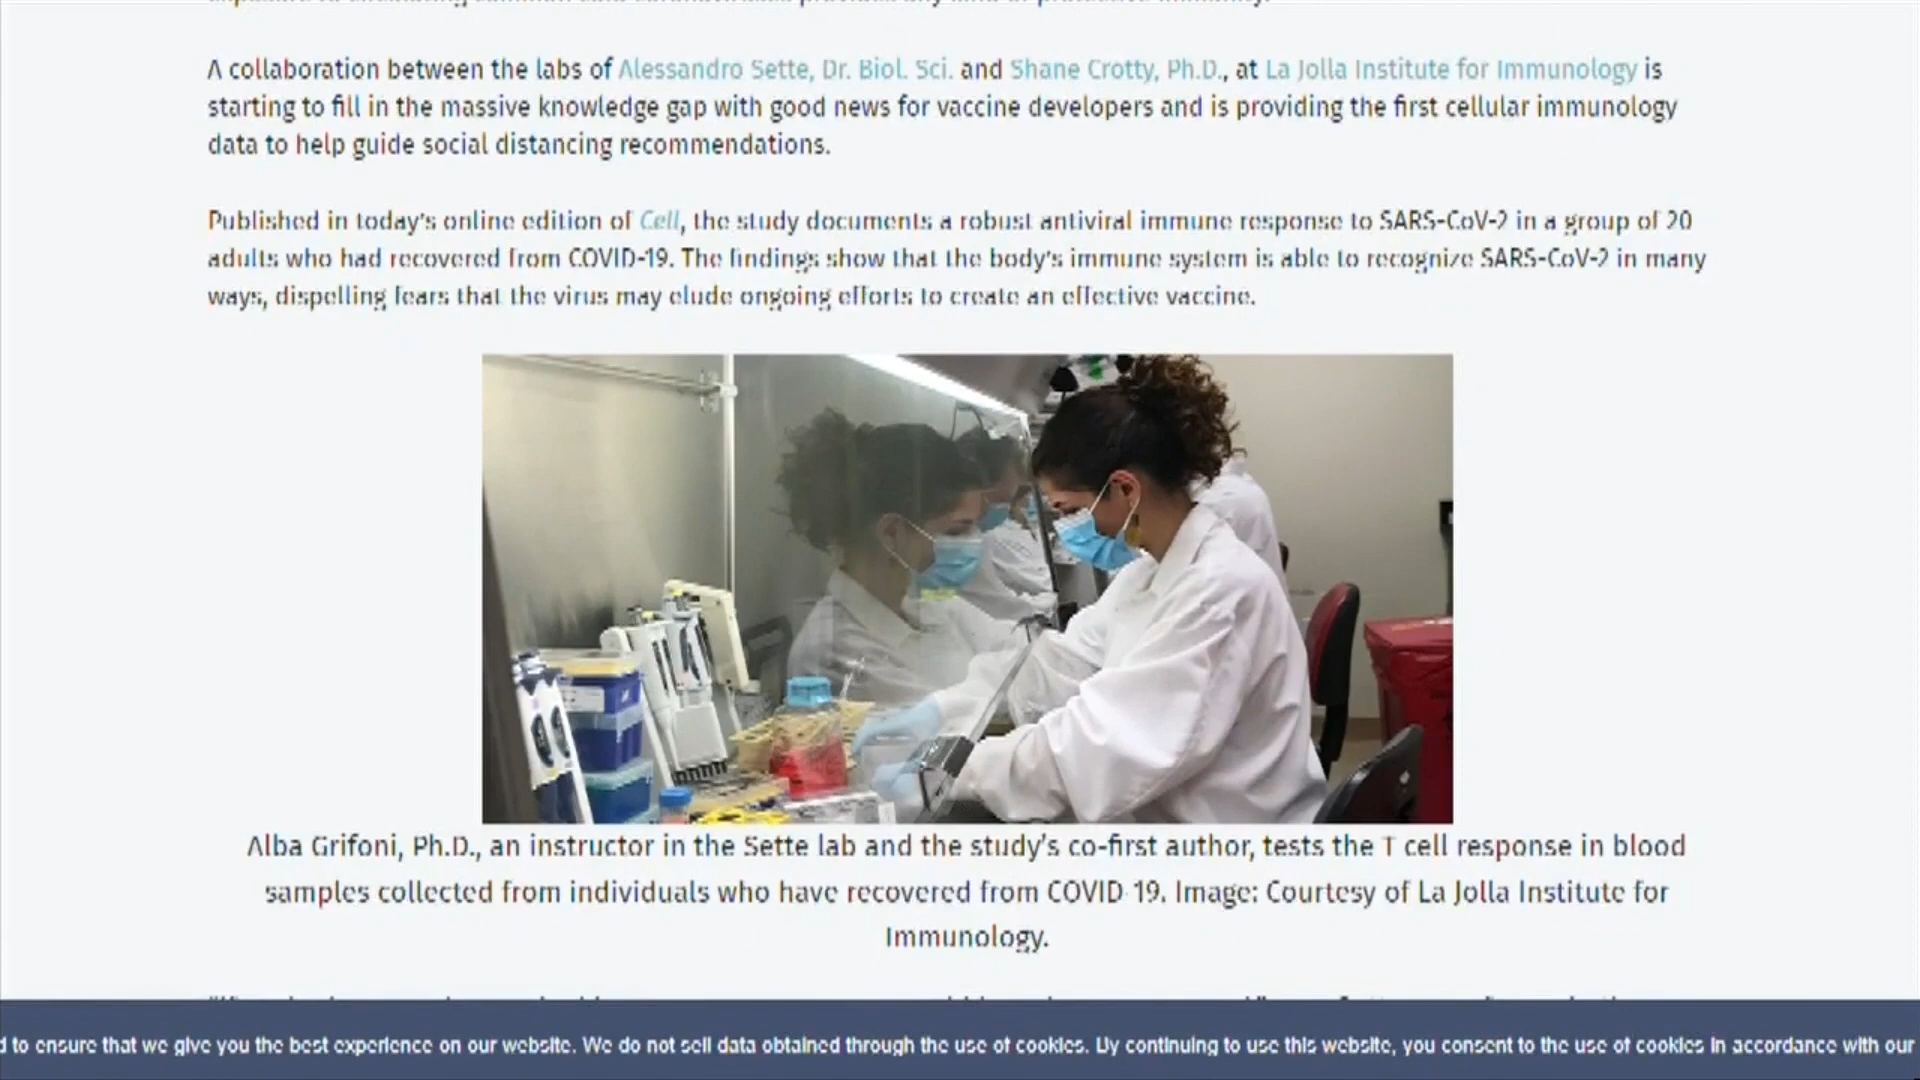 A collaboration between the labs of Alessandro Sette, Dr. Biol. Sci. and Shane Crotty, Ph.D., at La Jolla Institute for Immunology is
starting to fill in the massive knowledge gap with good news for vaccine developers and is providing the first cellular immunology
data to help guide social distancing recommendations.
Published in today's online edition of Cell, the study documents a robust antiviral immune response to SARS-CoV-2 in a group of 20
adults who had recovered from COVID-19. The findings show that the body's immune system is able to recognize SARS-CoV-2 in many
ways, dispelling fears that the virus may elude ongoing efforts to create an effective vaccine.
Alba Grifoni, Ph.D., an instructor in the Sette lab and the study's co-first author, tests the T cell response in blood
samples collected from individuals who have recovered from COVID-19. Image: Courtesy of La Jolla Institute for
Immunology.
to ensure that we give you the best experience on our website. We do not sell data obtained through the use of cookies. By continuing to use this website, you consent to the use of cookies in accordance with our